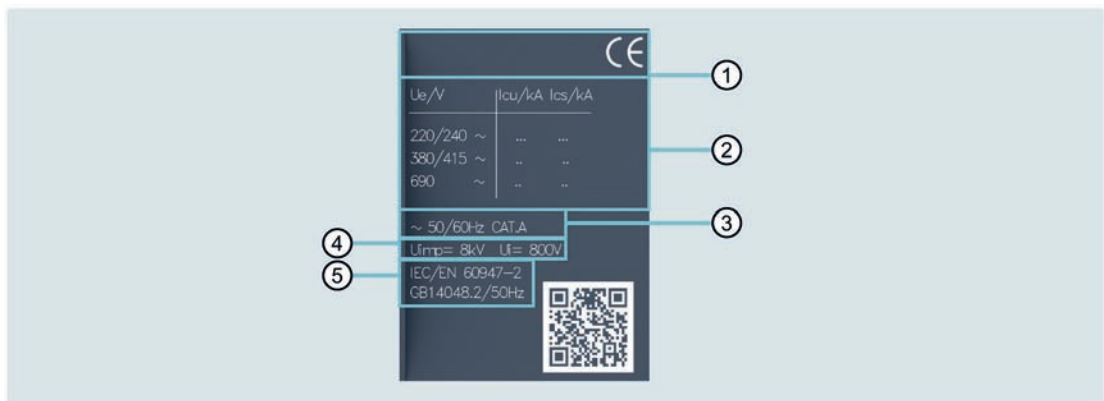 CE
①
Ue/V Icu/kA Ics/kA
220/240 ~ ... ...
380/415 ~ .. ..
690 ~ .. ..
②
~ 50/60Hz CAT.A
③
④
Uimp= 8kV Ui= 800V
⑤
IEC/EN 60947-2
GB14048.2/50Hz